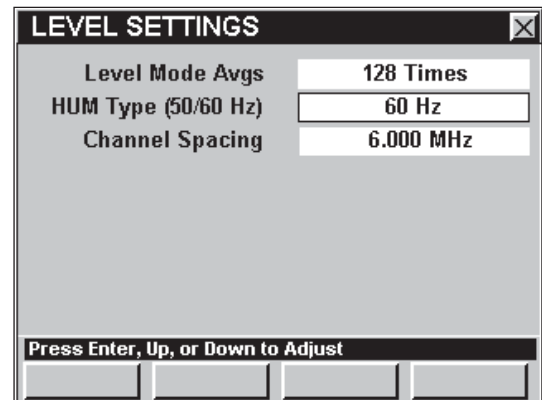 LEVEL SETTINGS
Level Mode Avgs 128 Times
HUM Type (50/60 Hz) 60 Hz
Channel Spacing 6.000 MHz
Press Enter, Up, or Down to Adjust